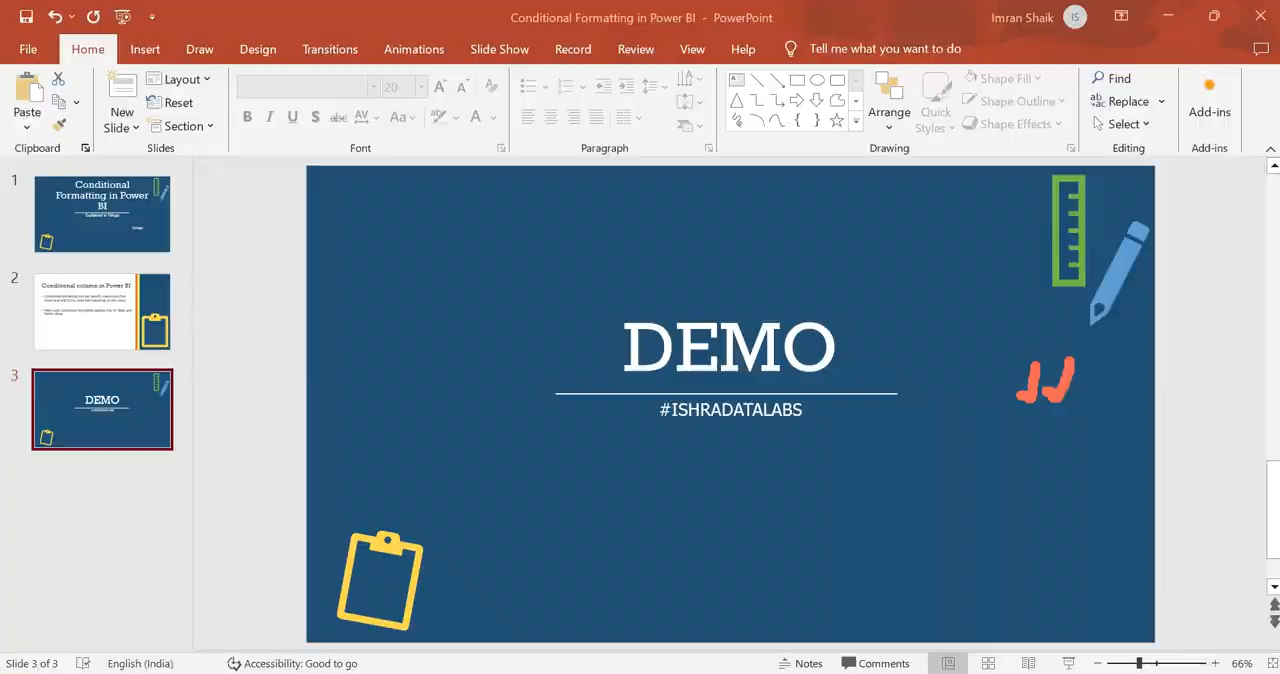 Conditional Formatting in Power BI - PowerPoint
Imran Shaik
IS
File
Home
Insert
Draw
Design
Transitions
Animations
Slide Show
Record
Review
View
Help
Tell me what you want to do
Paste
Clipboard
New
Slide
Layout
Reset
Section
Slides
20
B I U S abc AV Aa A
Font
Paragraph
Arrange
Quick
Styles
Shape Fill
Shape Outline
Shape Effects
Drawing
Find
Replace
Select
Editing
Add-ins
Add-ins
1
Conditional
Formatting in Power
BI
2
Conditional column in Power BI
3
DEMO
DEMO
#ISHRADATALABS
Slide 3 of 3
English (India)
Accessibility: Good to go
Notes
Comments
66%